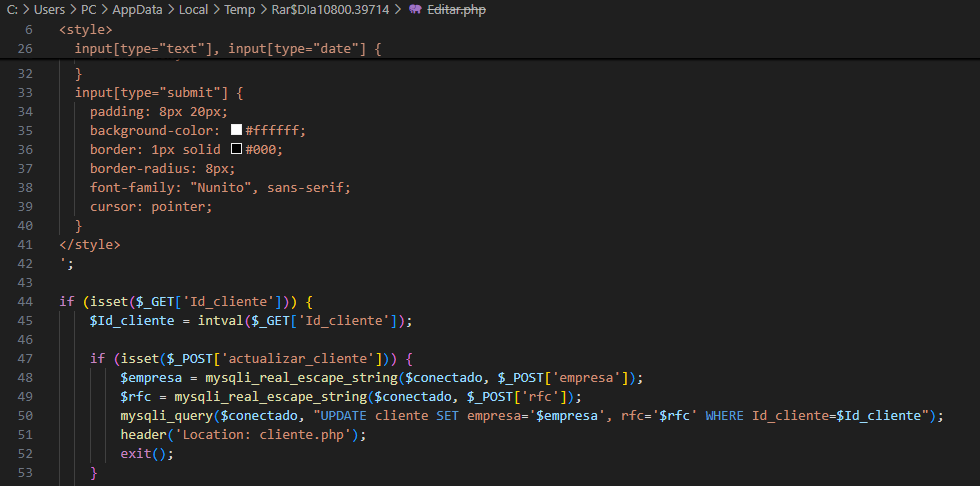 C: > Users > PC > AppData > Local > Temp > Rar$DIa10800.39714 > Editar.php
6 <style>
26 input[type="text"], input[type="date"] {
32 }
33 input[type="submit"] {
34 padding: 8px 20px;
35 background-color: #ffffff;
36 border: 1px solid #000;
37 border-radius: 8px;
38 font-family: "Nunito", sans-serif;
39 cursor: pointer;
40 }
41 </style>
42 ';
43
44 if (isset($_GET['Id_cliente'])) {
45 $Id_cliente = intval($_GET['Id_cliente']);
46
47 if (isset($_POST['actualizar_cliente'])) {
48 $empresa = mysqli_real_escape_string($conectado, $_POST['empresa']);
49 $rfc = mysqli_real_escape_string($conectado, $_POST['rfc']);
50 mysqli_query($conectado, "UPDATE cliente SET empresa='$empresa', rfc='$rfc' WHERE Id_cliente=$Id_cliente");
51 header('Location: cliente.php');
52 exit();
53 }